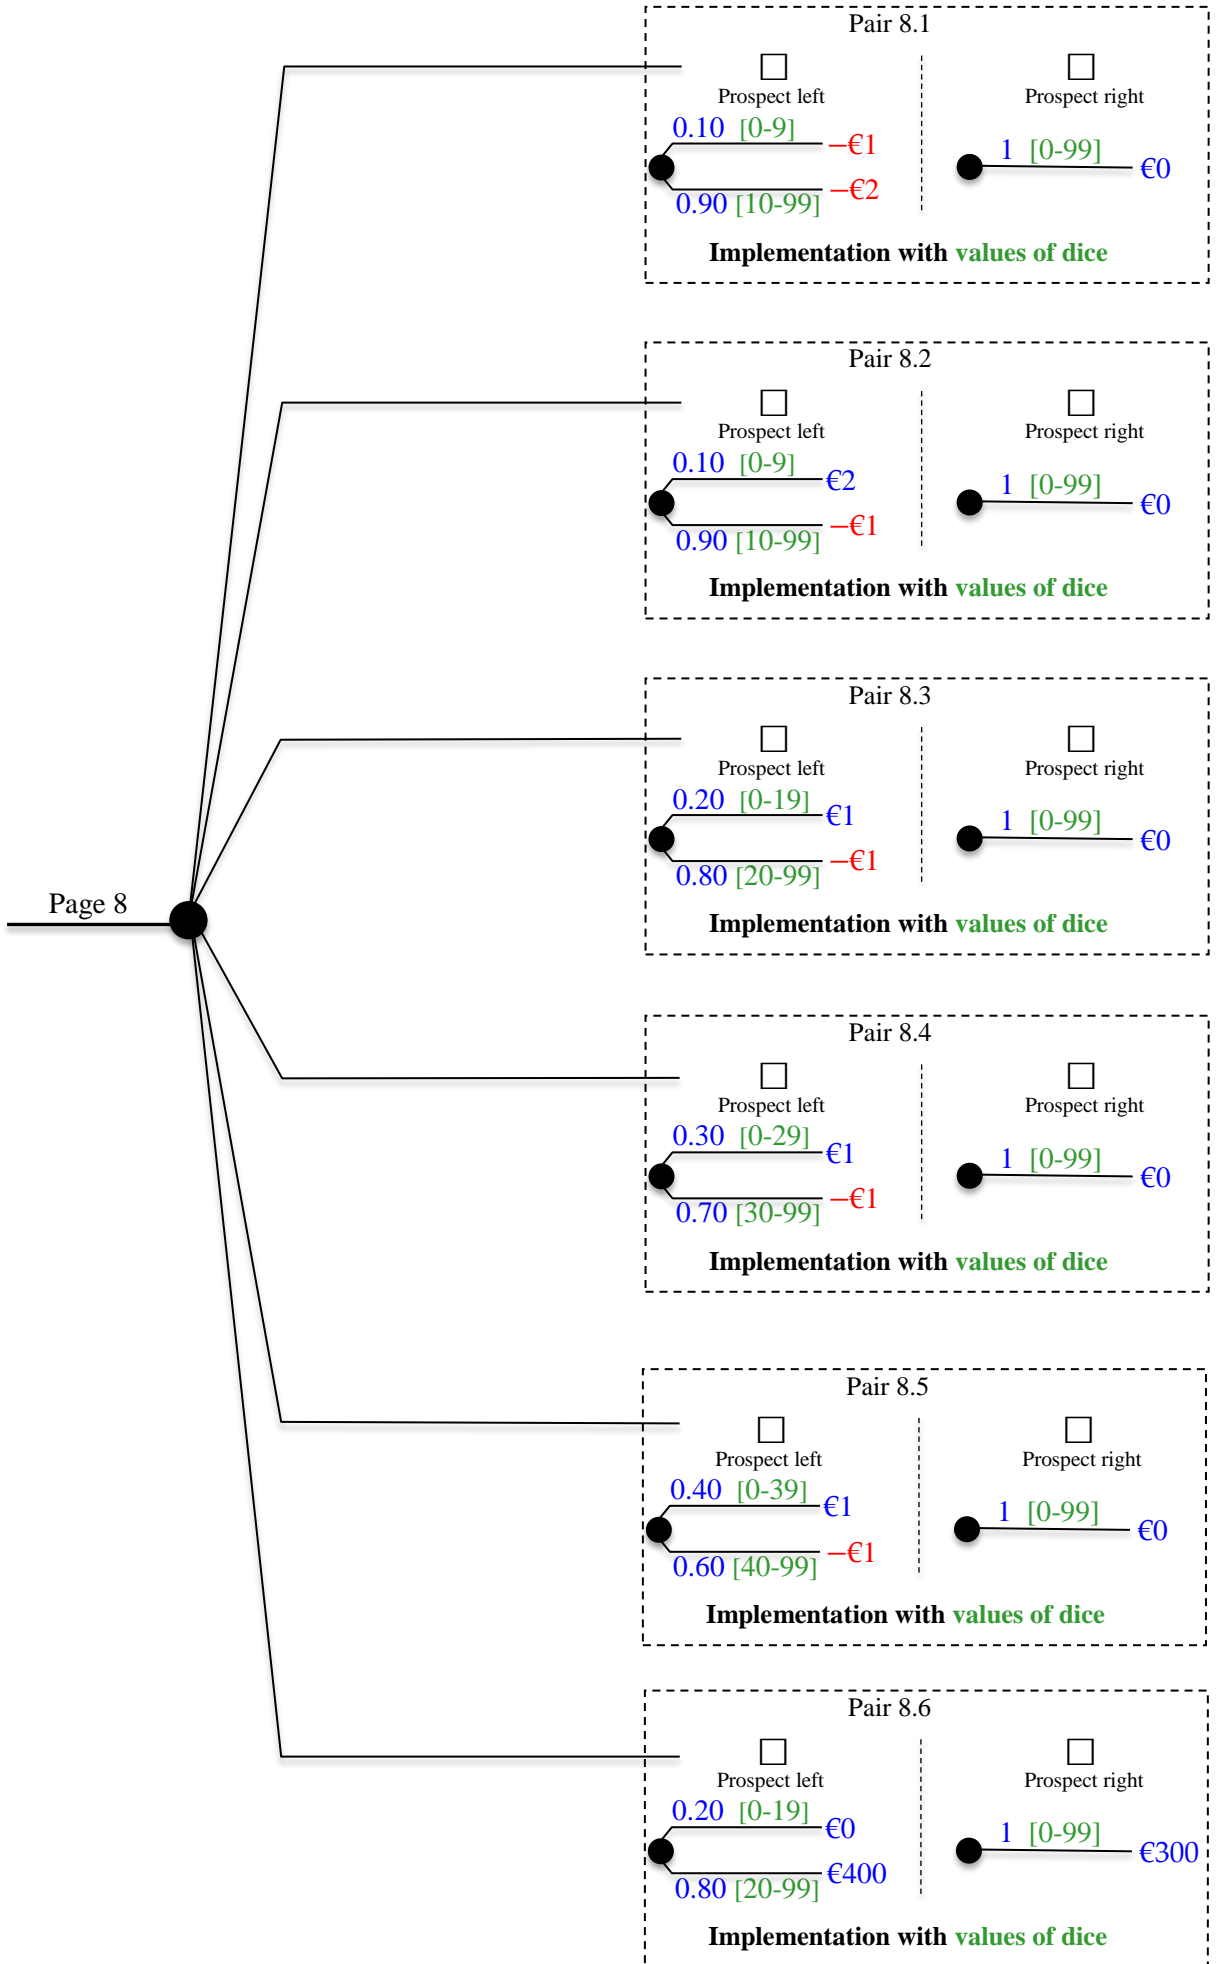 Pair 8.1
Prospect left
Prospect right
0.10 [0-9]
−€1
1 [0-99]
€0
−€2
0.90 [10-99]
Implementation with values of dice
Pair 8.2
Prospect left
Prospect right
0.10 [0-9]
€2
1 [0-99]
€0
−€1
0.90 [10-99]
Implementation with values of dice
Pair 8.3
Prospect left
Prospect right
0.20 [0-19]
€1
1 [0-99]
€0
−€1
0.80 [20-99]
Implementation with values of dice
Page 8
Pair 8.4
Prospect left
Prospect right
0.30 [0-29]
€1
1 [0-99]
€0
−€1
0.70 [30-99]
Implementation with values of dice
Pair 8.5
Prospect left
Prospect right
0.40 [0-39]
€1
1 [0-99]
€0
−€1
0.60 [40-99]
Implementation with values of dice
Pair 8.6
Prospect left
Prospect right
0.20 [0-19]
€0
1 [0-99]
€300
€400
0.80 [20-99]
Implementation with values of dice